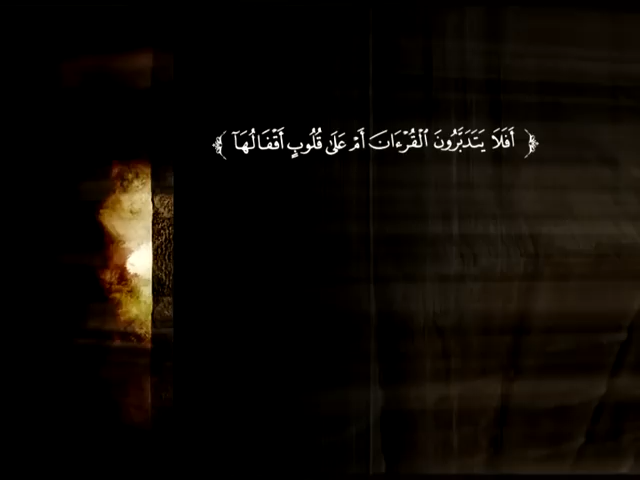 ﴿ أَفَلَا يَتَدَبَّرُونَ ٱلْقُرْءَانَ أَمْ عَلَىٰ قُلُوبٍ أَقْفَالُهَآ ﴾